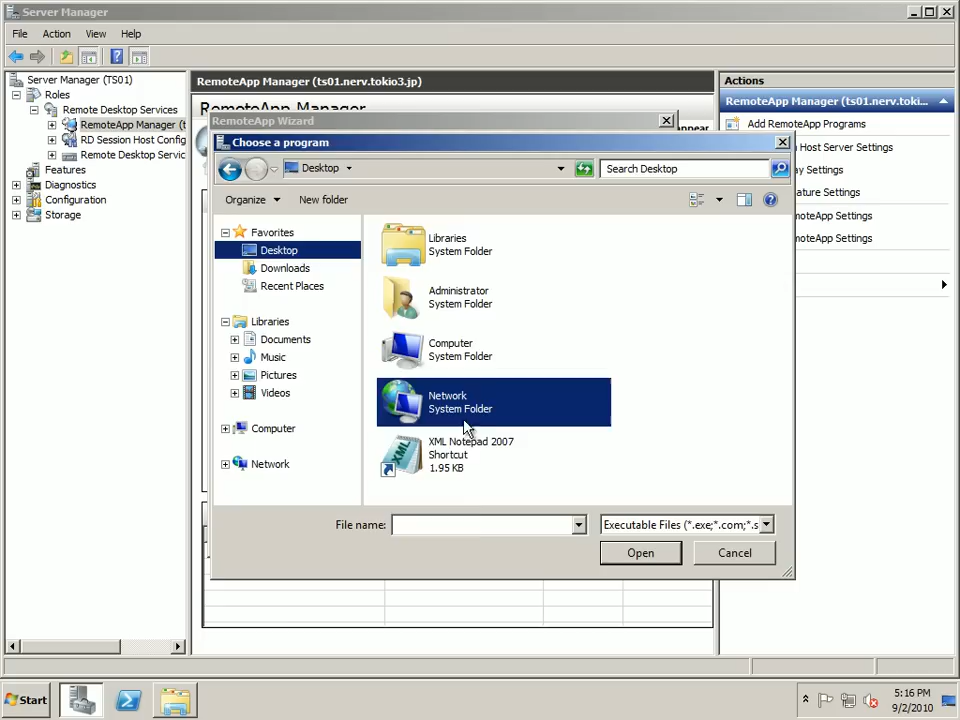 Server Manager
File Action View Help
Server Manager (TS01)
Roles
Remote Desktop Services
RemoteApp Manager (t
RD Session Host Config
Remote Desktop Servic
Features
Diagnostics
Configuration
Storage
RemoteApp Manager (ts01.nerv.tokio3.jp)
RemoteApp Manager
RemoteApp Wizard
appear
Choose a program
Desktop
Search Desktop
Organize
New folder
Favorites
Desktop
Downloads
Recent Places
Libraries
Documents
Music
Pictures
Videos
Computer
Network
Libraries
System Folder
Administrator
System Folder
Computer
System Folder
Network
System Folder
XML Notepad 2007
Shortcut
1.95 KB
File name:
Executable Files (*.exe;*.com;*.s
Open
Cancel
Actions
RemoteApp Manager (ts01.nerv.toki...
Add RemoteApp Programs
Host Server Settings
ay Settings
ature Settings
moteApp Settings
moteApp Settings
Start
5:16 PM
9/2/2010